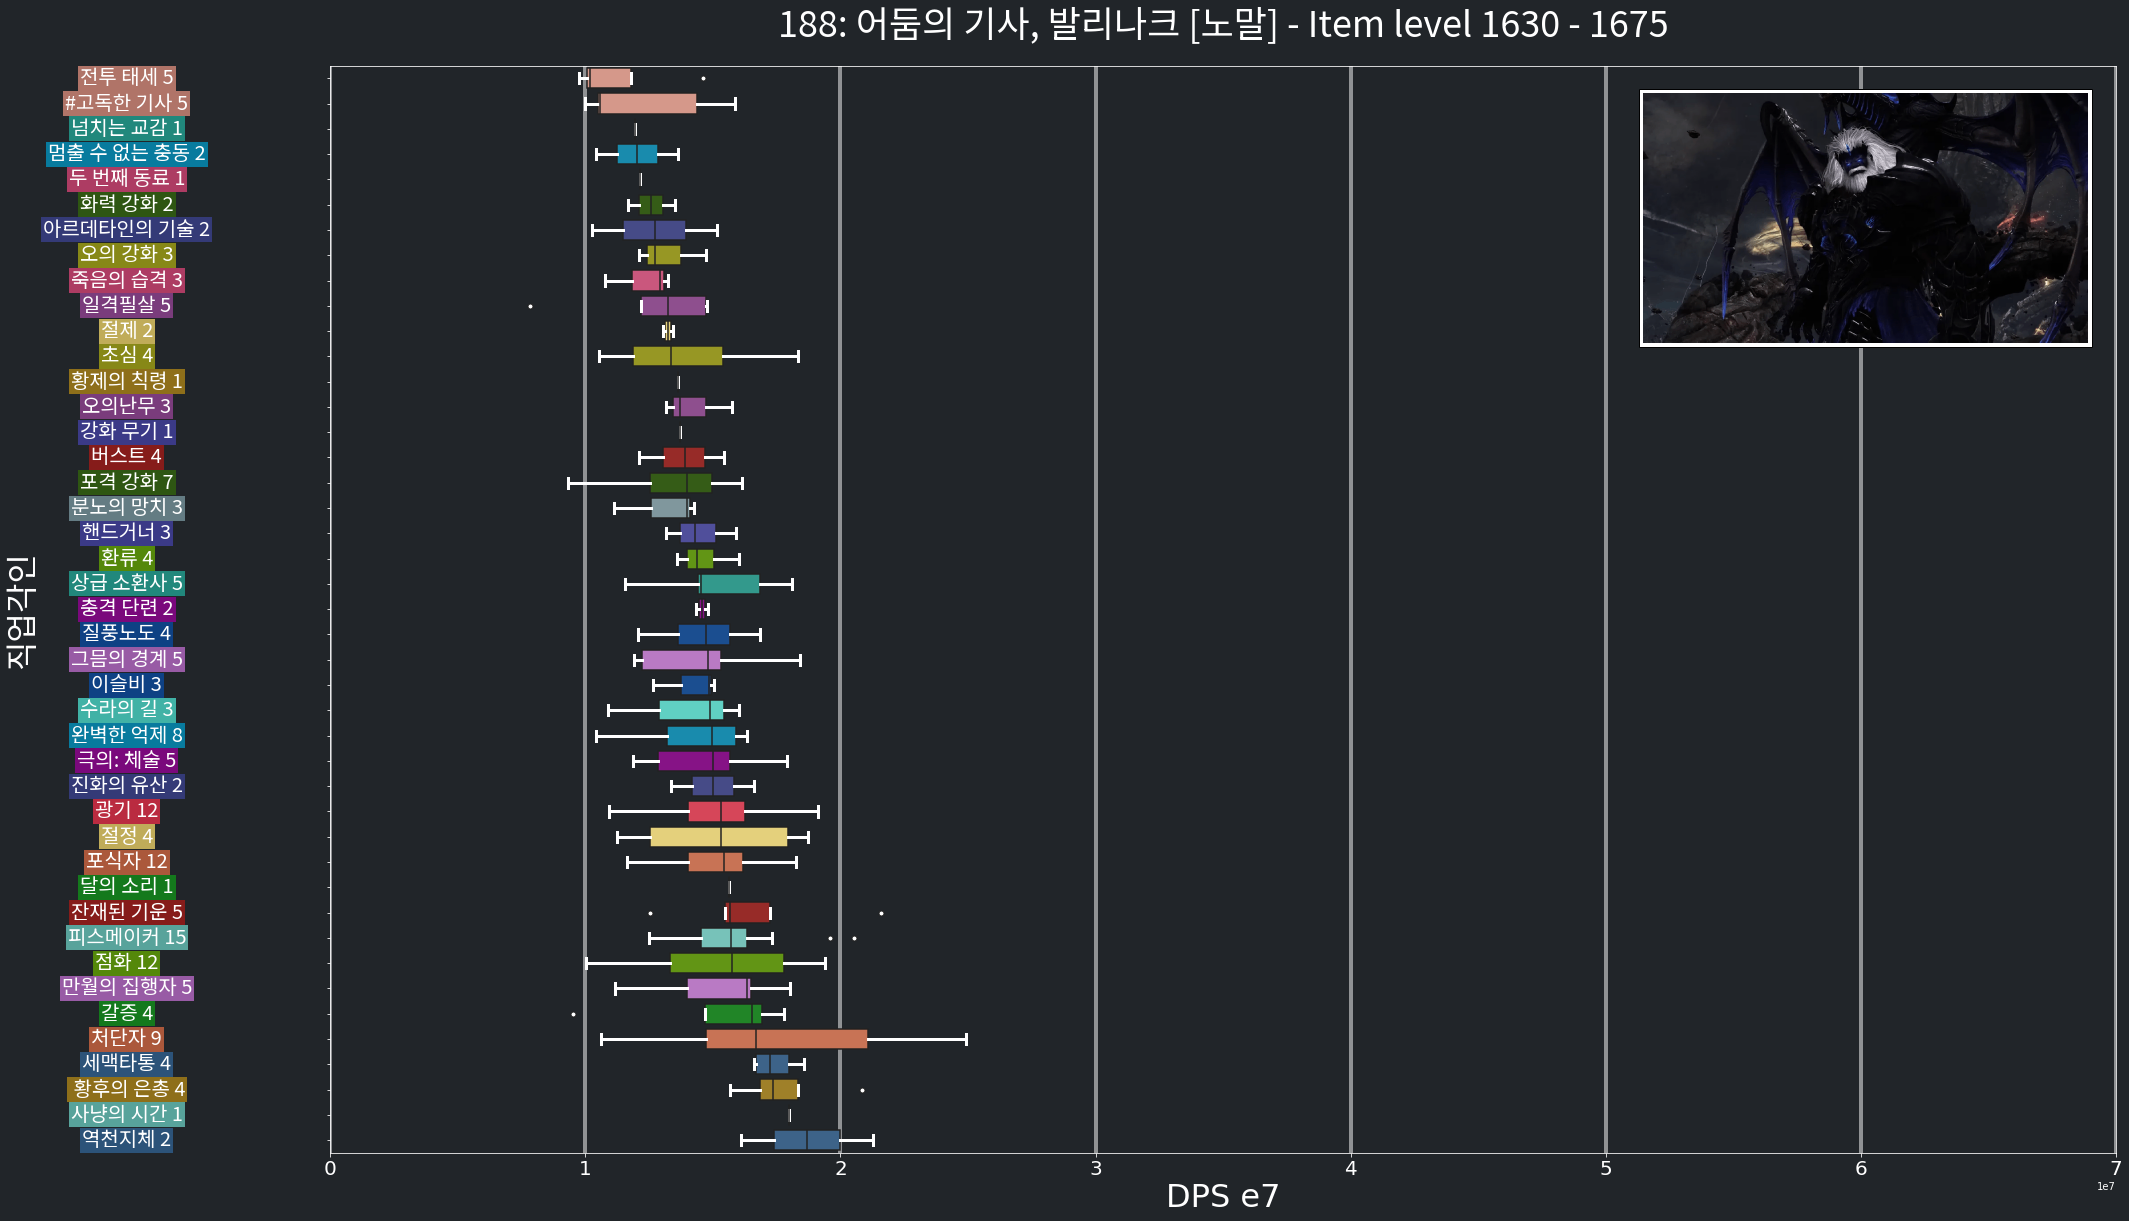 188: 어둠의 기사, 발리나크 [노말] - Item level 1630 - 1675
전투 태세 5
#고독한 기사 5
넘치는 교감 1
멈출 수 없는 충동 2
두 번째 동료 1
화력 강화 2
아르데타인의 기술 2
오의 강화 3
죽음의 습격 3
일격필살 5
절제 2
초심 4
황제의 칙령 1
오의난무 3
강화 무기 1
버스트 4
포격 강화 7
분노의 망치 3
핸드거너 3
환류 4
상급 소환사 5
충격 단련 2
질풍노도 4
그믐의 경계 5
이슬비 3
수라의 길 3
완벽한 억제 8
극의: 체술 5
진화의 유산 2
광기 12
절정 4
포식자 12
달의 소리 1
잔재된 기운 5
피스메이커 15
점화 12
만월의 집행자 5
갈증 4
처단자 9
세맥타통 4
황후의 은총 4
사냥의 시간 1
역천지체 2
직업각인
0 1 2 3 4 5 6 7
DPS e7
1e7